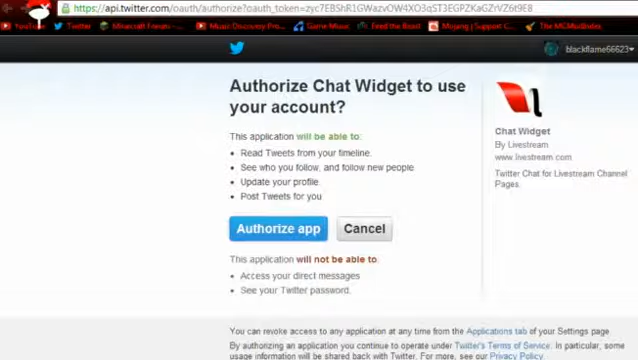 https://api.twitter.com/oauth/authorize?oauth_token=zyc7EBShR1GWazvOW4XO3qST3EGPZKaGZrVZ6t9E8
YouTube Twitter Minecraft Forum Music Discovery Pro... Game Music Feed the Beast Mojang | Support C...
blackflame66623
Authorize Chat Widget to use
your account?
This application will be able to:
• Read Tweets from your timeline.
• See who you follow, and follow new people
• Update your profile
• Post Tweets for you
Authorize app Cancel
This application will not be able to:
• Access your direct messages
• See your Twitter password.
Chat Widget
By Livestream
www.livestream.com
Twitter Chat for Livestream Channel
Pages.
You can revoke access to any application at any time from the Applications tab of your Settings page.
By authorizing an application you continue to operate under Twitter's Terms of Service. In particular, some
usage information will be shared back with Twitter. For more, see our Privacy Policy.